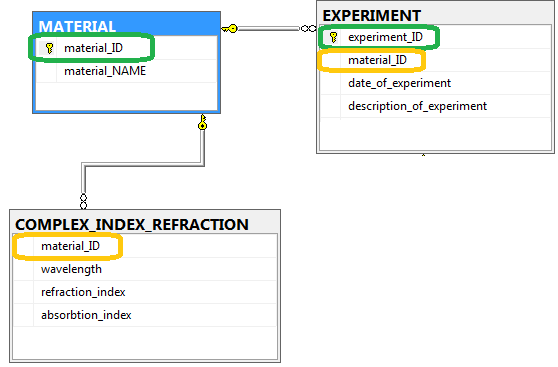 MATERIAL
material_ID
material_NAME
EXPERIMENT
experiment_ID
material_ID
date_of_experiment
description_of_experiment
COMPLEX_INDEX_REFRACTION
material_ID
wavelength
refraction_index
absorbtion_index